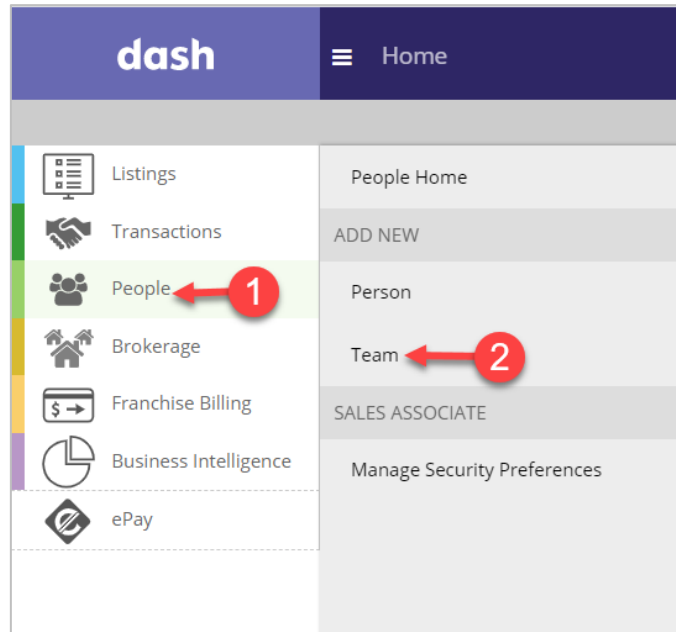 dash
Home
Listings
Transactions
People
1
Brokerage
Franchise Billing
$
Business Intelligence
ePay
People Home
ADD NEW
Person
Team
2
SALES ASSOCIATE
Manage Security Preferences